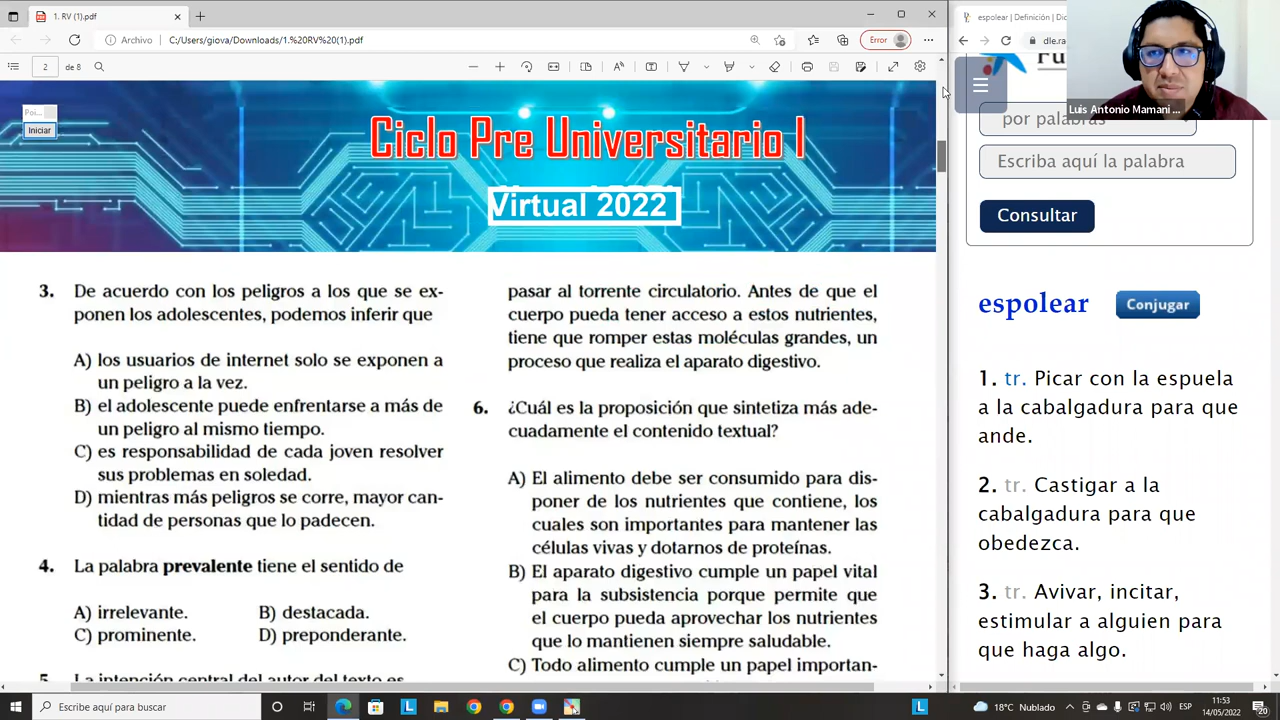 1. RV (1).pdf
Archivo
C:/Users/giova/Downloads/1.%20RV%20(1).pdf
Error
2
de 8
Poi...
Iniciar
Ciclo Pre Universitario I
Virtual 2022
3. De acuerdo con los peligros a los que se ex-
ponen los adolescentes, podemos inferir que
A) los usuarios de internet solo se exponen a
un peligro a la vez.
B) el adolescente puede enfrentarse a más de
un peligro al mismo tiempo.
C) es responsabilidad de cada joven resolver
sus problemas en soledad.
D) mientras más peligros se corre, mayor can-
tidad de personas que lo padecen.
4. La palabra prevalente tiene el sentido de
A) irrelevante. B) destacada.
C) prominente. D) preponderante.
5. La intención central del autor del texto es
pasar al torrente circulatorio. Antes de que el
cuerpo pueda tener acceso a estos nutrientes,
tiene que romper estas moléculas grandes, un
proceso que realiza el aparato digestivo.
6. ¿Cuál es la proposición que sintetiza más ade-
cuadamente el contenido textual?
A) El alimento debe ser consumido para dis-
poner de los nutrientes que contiene, los
cuales son importantes para mantener las
células vivas y dotarnos de proteínas.
B) El aparato digestivo cumple un papel vital
para la subsistencia porque permite que
el cuerpo pueda aprovechar los nutrientes
que lo mantienen siempre saludable.
C) Todo alimento cumple un papel importan-
espolear | Definición | Dic
dle.ra
Luis Antonio Mamani ...
por palabras
Escriba aquí la palabra
Consultar
espolear
Conjugar
1. tr. Picar con la espuela
a la cabalgadura para que
ande.
2. tr. Castigar a la
cabalgadura para que
obedezca.
3. tr. Avivar, incitar,
estimular a alguien para
que haga algo.
Escribe aquí para buscar
18°C Nublado
ESP
11:53
14/05/2022
20